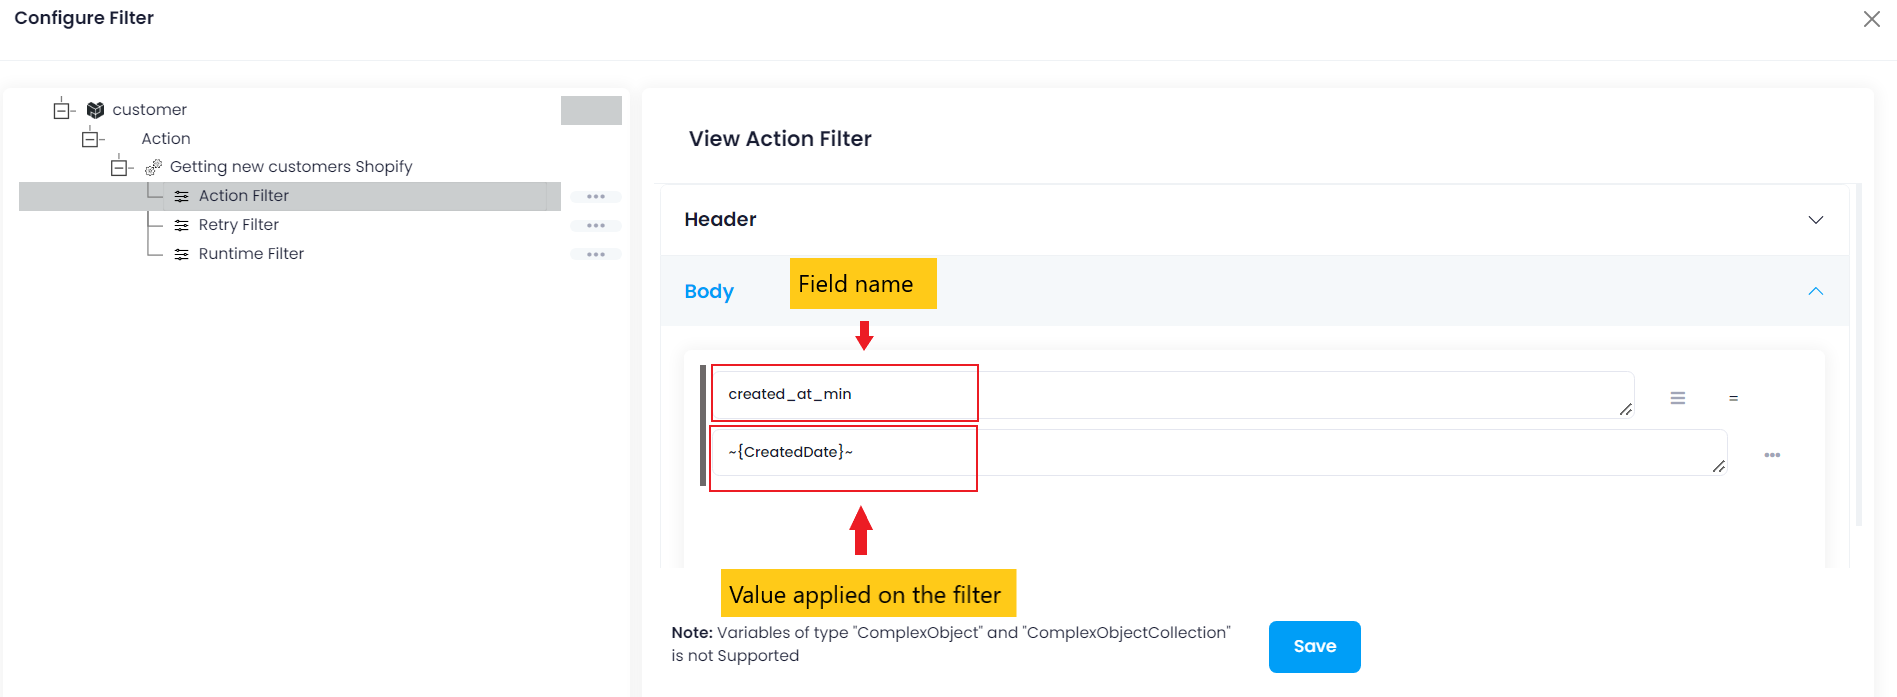 Configure Filter
customer
Action
Getting new customers Shopify
Action Filter
Retry Filter
Runtime Filter
View Action Filter
Header
Body
Field name
created_at_min
=
~{CreatedDate}~
Value applied on the filter
Note: Variables of type "ComplexObject" and "ComplexObjectCollection"
is not Supported
Save